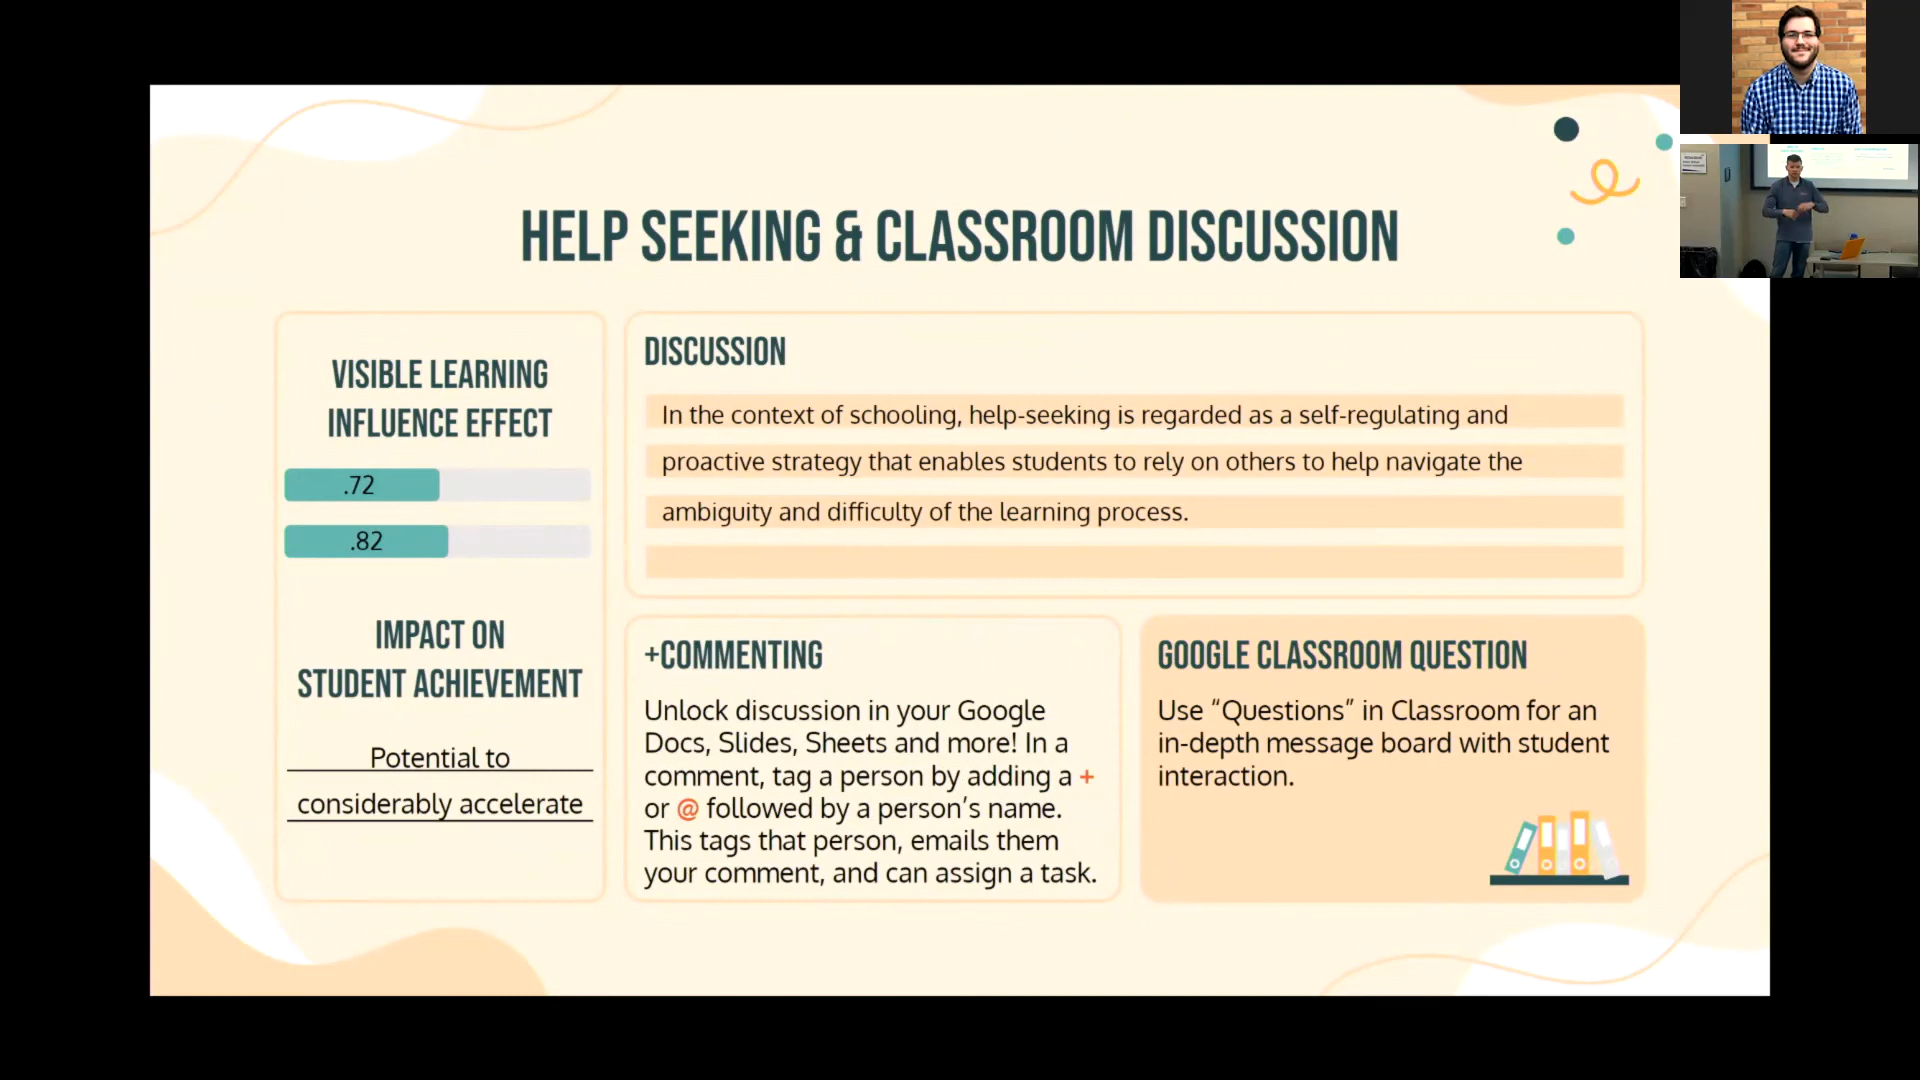 HELP SEEKING & CLASSROOM DISCUSSION
VISIBLE LEARNING
INFLUENCE EFFECT
.72
.82
IMPACT ON
STUDENT ACHIEVEMENT
Potential to
considerably accelerate
DISCUSSION
In the context of schooling, help-seeking is regarded as a self-regulating and
proactive strategy that enables students to rely on others to help navigate the
ambiguity and difficulty of the learning process.
+COMMENTING
Unlock discussion in your Google
Docs, Slides, Sheets and more! In a
comment, tag a person by adding a +
or @ followed by a person’s name.
This tags that person, emails them
your comment, and can assign a task.
GOOGLE CLASSROOM QUESTION
Use “Questions” in Classroom for an
in-depth message board with student
interaction.